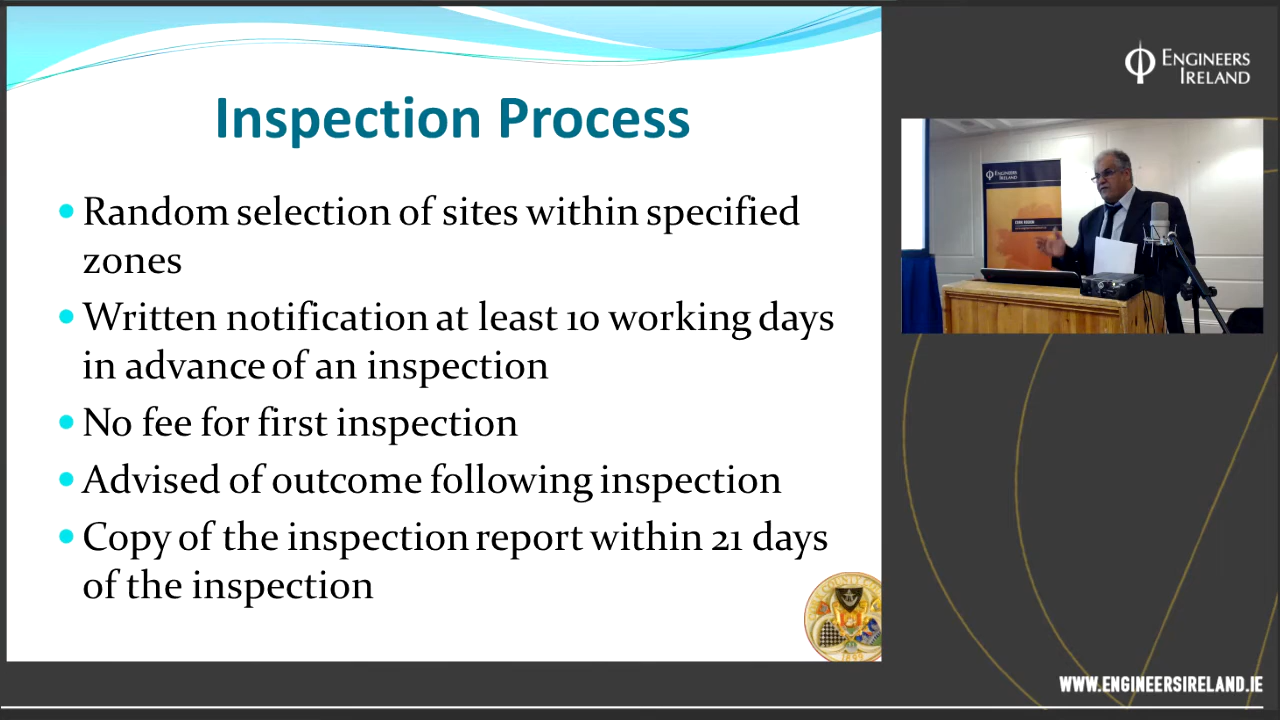 Inspection Process
Random selection of sites within specified
zones
Written notification at least 10 working days
in advance of an inspection
No fee for first inspection
Advised of outcome following inspection
Copy of the inspection report within 21 days
of the inspection
ENGINEERS
IRELAND
ENGINEERS
IRELAND
WWW.ENGINEERSIRELAND.IE